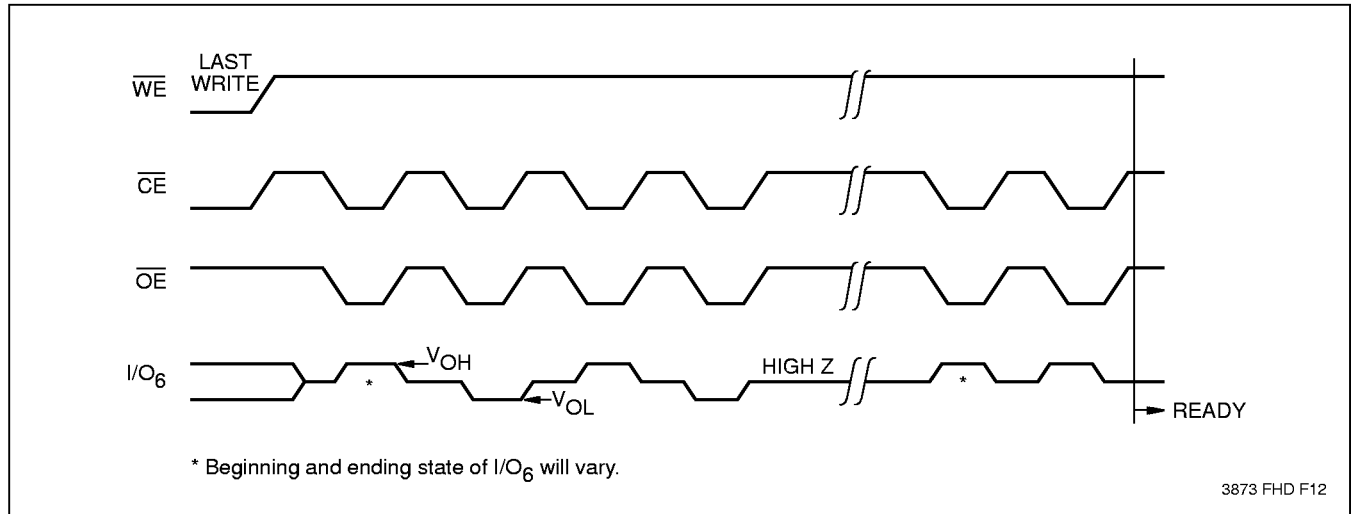 LAST
WRITE
WE
CE
OE
I/O6
VOH
*
VOL
HIGH Z
*
READY
* Beginning and ending state of I/O6 will vary.
3873 FHD F12